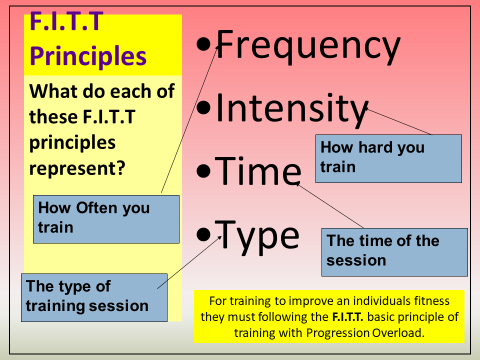 F.I.T.T
Principles
What do each of
these F.I.T.T
principles
represent?
•Frequency
•Intensity
•Time
•Type
How hard you
train
How Often you
train
The time of the
session
The type of
training session
For training to improve an individuals fitness
they must following the F.I.T.T. basic principle of
training with Progression Overload.